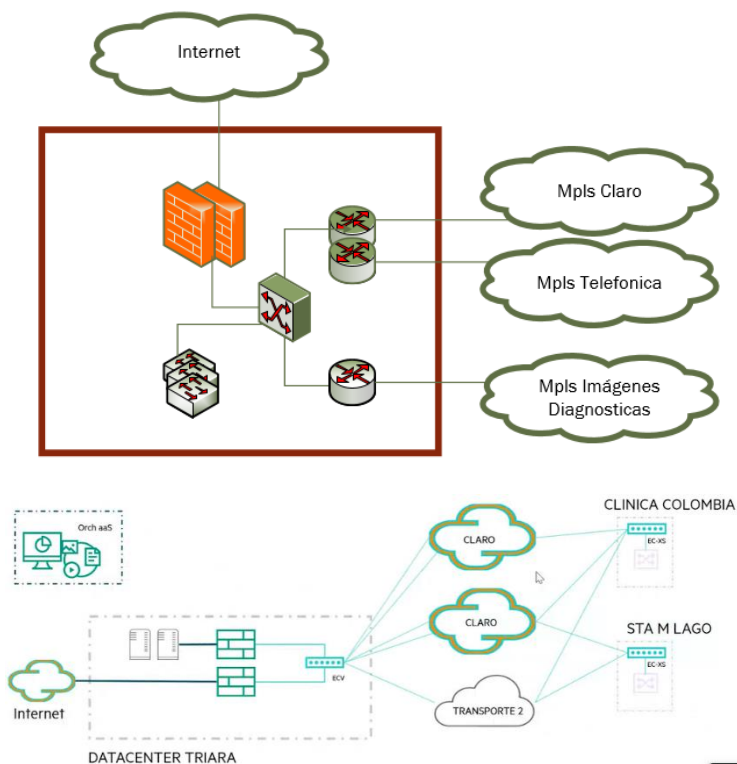 Internet
Mpls Claro
Mpls Telefonica
Mpls Imágenes
Diagnosticas
CLINICA COLOMBIA
Orch aaS
CLARO
EC-XS
CLARO
STA M LAGO
EC-XS
ECV
TRANSPORTE 2
Internet
DATACENTER TRIARA